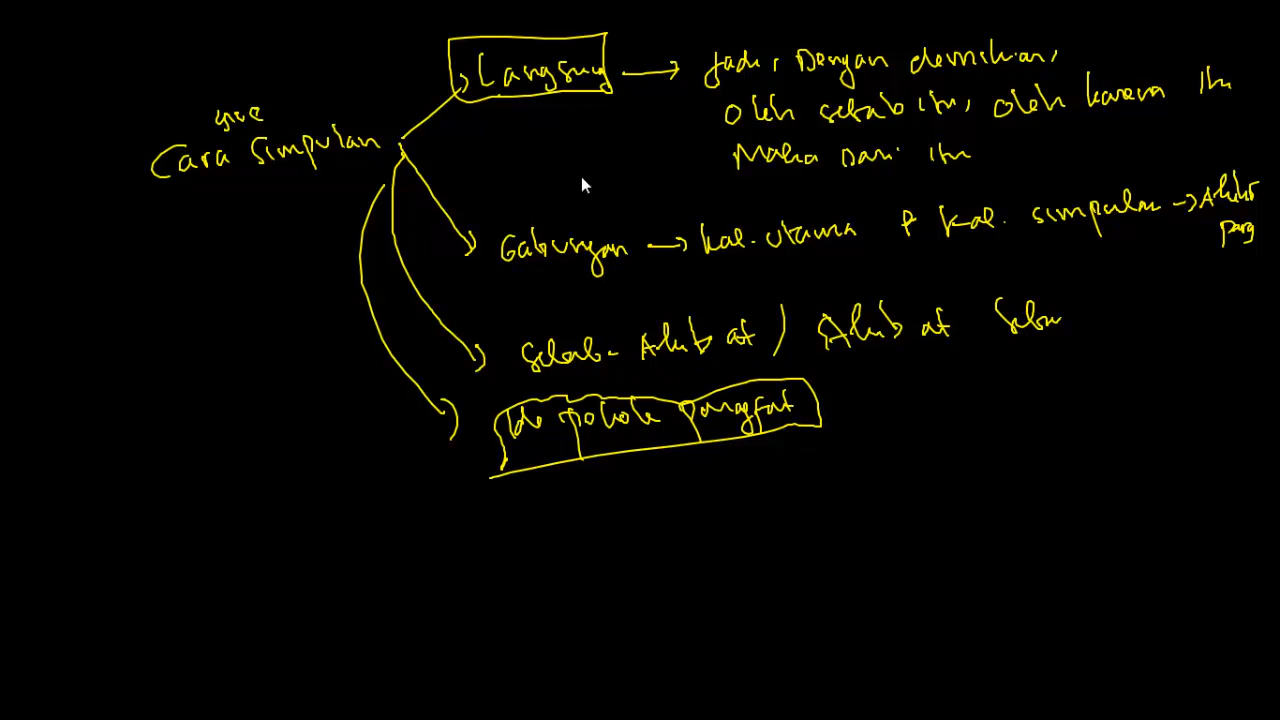 Langsung → Jadi, Dengan demikian,
oleh sebab itu, oleh karena itu
Maka Dari itu
Cara Simpulan
Gabungan → kal. utama + kal. simpulan → Akhir
parg
Sebab - Akibat / Akibat Seba
Ide pokok paragraf